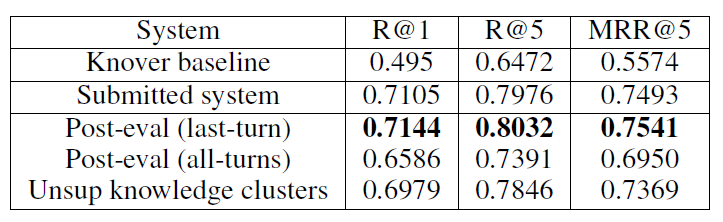 System R@1 R@5 MRR@5
Knover baseline 0.495 0.6472 0.5574
Submitted system 0.7105 0.7976 0.7493
Post-eval (last-turn) 0.7144 0.8032 0.7541
Post-eval (all-turns) 0.6586 0.7391 0.6950
Unsup knowledge clusters 0.6979 0.7846 0.7369